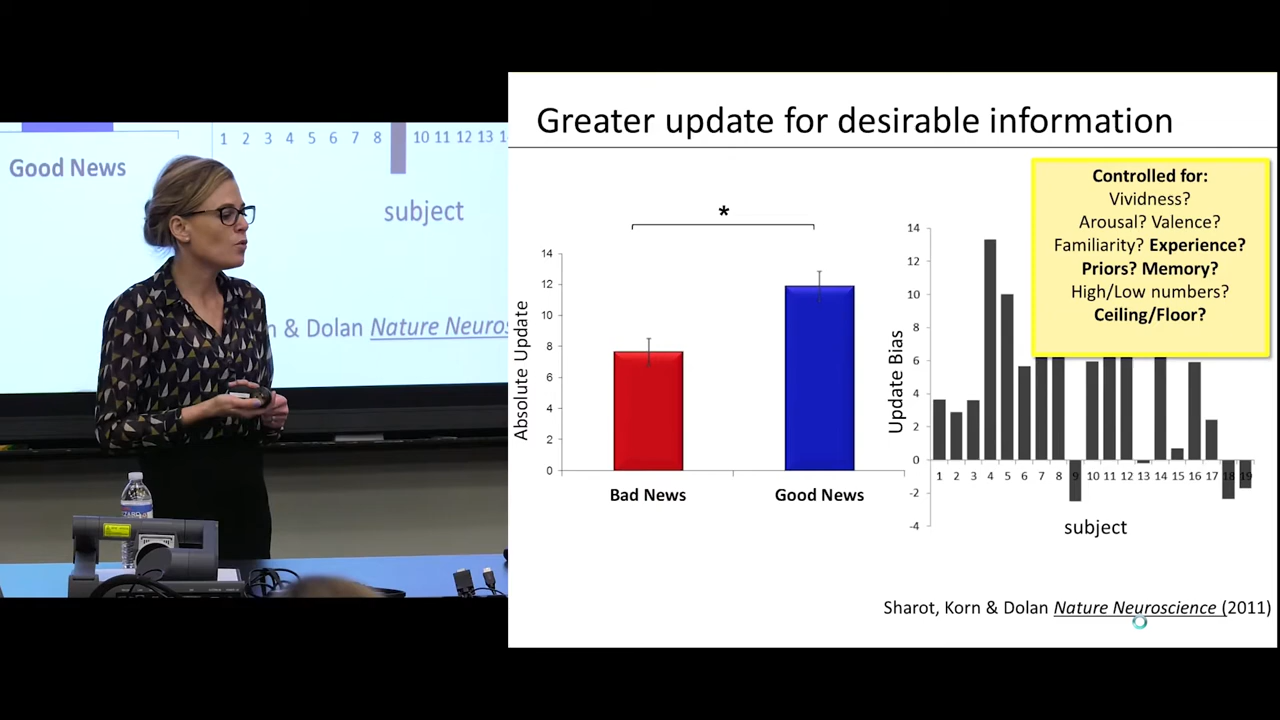 1 2 3 4 5 6 7 8 10 11 12 13
Good News
subject
& Dolan Nature Neuros
Greater update for desirable information
Controlled for:
Vividness?
Arousal? Valence?
Familiarity? Experience?
Priors? Memory?
High/Low numbers?
Ceiling/Floor?
*
Absolute Update
14
12
10
8
6
4
2
0
Bad News
Good News
Update Bias
14
12
10
8
6
4
2
0
-2
-4
1 2 3 4 5 6 7 8 9 10 11 12 13 14 15 16 17 18 19
subject
Sharot, Korn & Dolan Nature Neuroscience (2011)